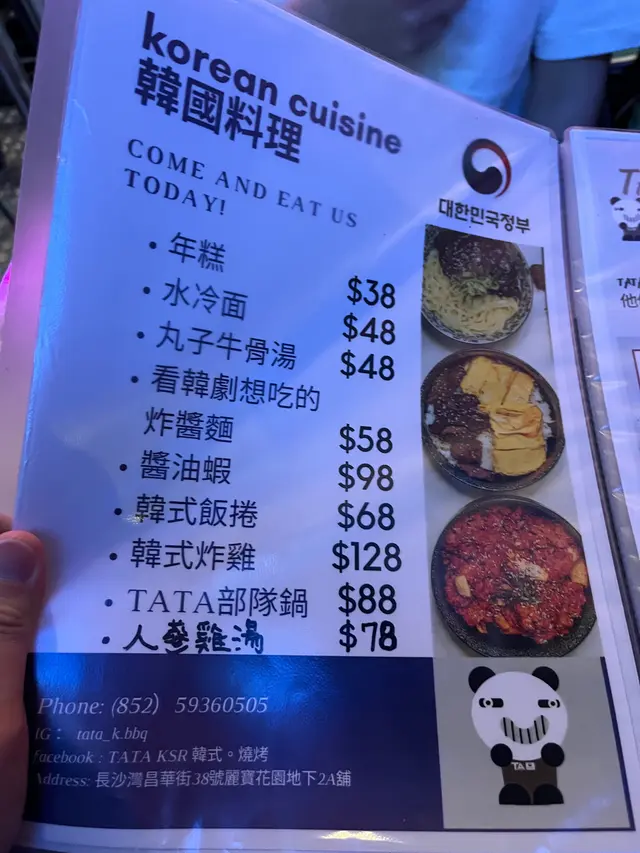 korean cuisine
韓國料理
COME AND EAT US
TODAY!
대한민국정부
• 年糕 $38
• 水冷面 $48
• 丸子牛骨湯 $48
• 看韓劇想吃的
炸醬麵 $58
• 醬油蝦 $98
• 韓式飯捲 $68
• 韓式炸雞 $128
• TATA部隊鍋 $88
• 人參雞湯 $78
Phone: (852) 59360505
IG： tata_k.bbq
facebook : TATA KSR 韓式。燒烤
Address: 長沙灣昌華街38號麗寶花園地下2A舖